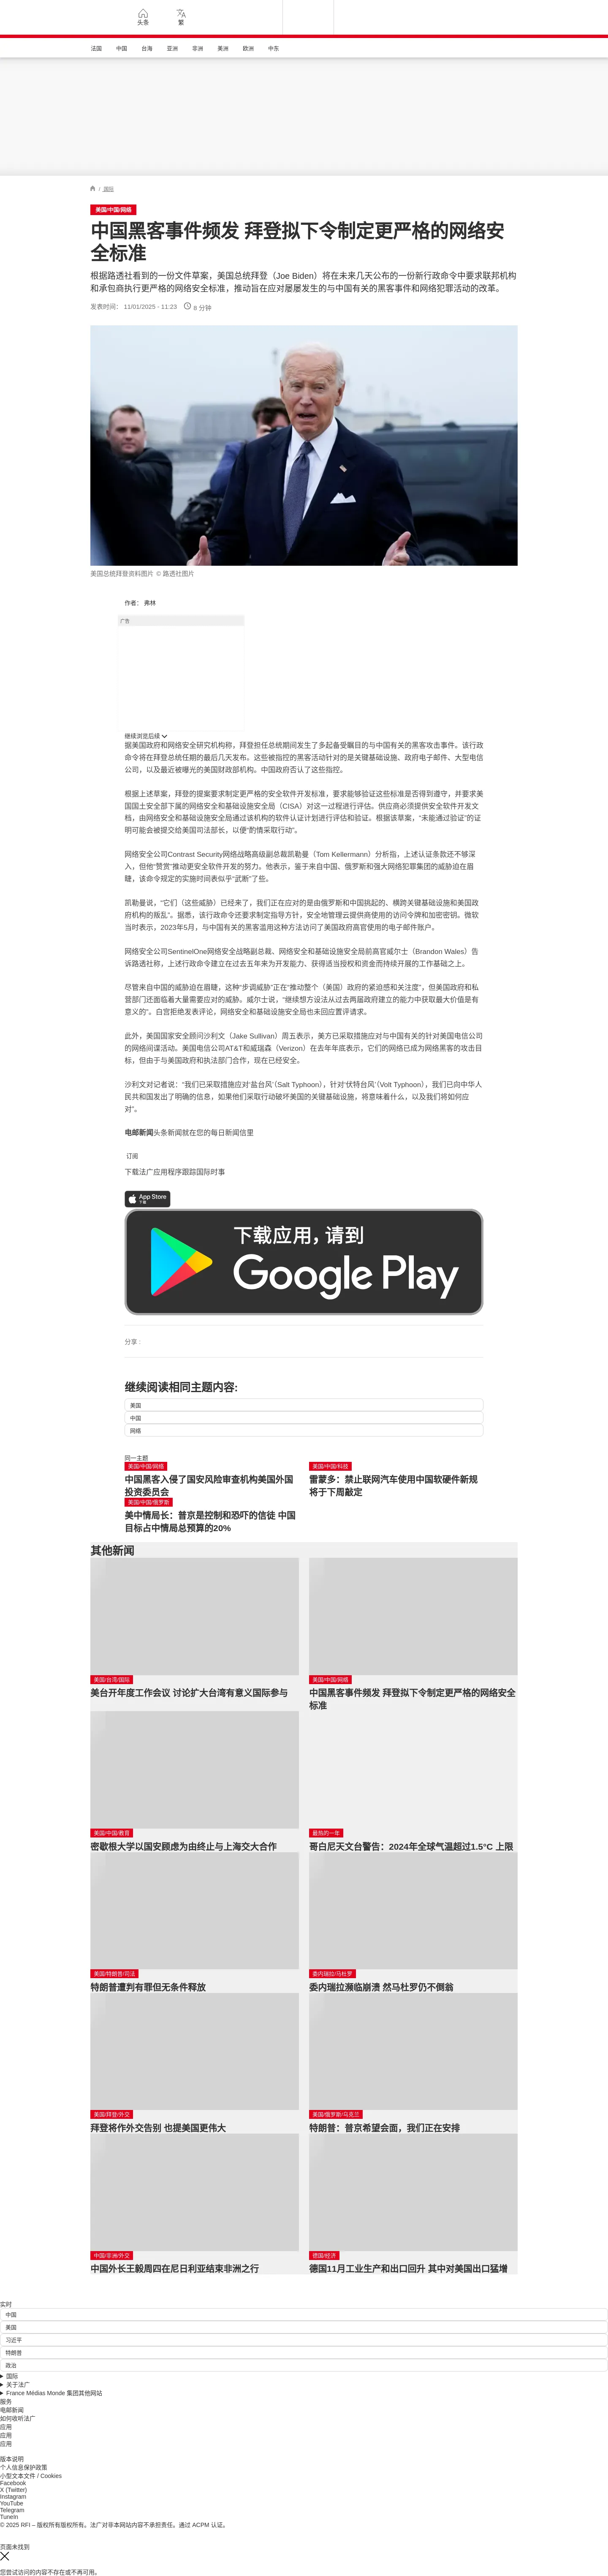 头条
繁
法国 中国 台海 亚洲 非洲 美洲 欧洲 中东
/ 国际
美国/中国/网络
中国黑客事件频发 拜登拟下令制定更严格的网络安
全标准
根据路透社看到的一份文件草案，美国总统拜登（Joe Biden）将在未来几天公布的一份新行政命令中要求联邦机构
和承包商执行更严格的网络安全标准，推动旨在应对屡屡发生的与中国有关的黑客事件和网络犯罪活动的改革。
发表时间： 11/01/2025 - 11:23 8 分钟
美国总统拜登资料图片 © 路透社图片
作者： 弗林
广告
继续浏览后续
据美国政府和网络安全研究机构称，拜登担任总统期间发生了多起备受瞩目的与中国有关的黑客攻击事件。该行政
命令将在拜登总统任期的最后几天发布。这些被指控的黑客活动针对的是关键基础设施、政府电子邮件、大型电信
公司，以及最近被曝光的美国财政部机构。中国政府否认了这些指控。
根据上述草案，拜登的提案要求制定更严格的安全软件开发标准，要求能够验证这些标准是否得到遵守，并要求美
国国土安全部下属的网络安全和基础设施安全局（CISA）对这一过程进行评估。供应商必须提供安全软件开发文
档，由网络安全和基础设施安全局通过该机构的软件认证计划进行评估和验证。根据该草案，“未能通过验证”的证
明可能会被提交给美国司法部长，以便“酌情采取行动”。
网络安全公司Contrast Security网络战略高级副总裁凯勒曼（Tom Kellermann）分析指，上述认证条款还不够深
入，但他“赞赏”推动更安全软件开发的努力。他表示，鉴于来自中国、俄罗斯和强大网络犯罪集团的威胁迫在眉
睫，该命令规定的实施时间表似乎“武断”了些。
凯勒曼说，“它们（这些威胁）已经来了，我们正在应对的是由俄罗斯和中国挑起的、横跨关键基础设施和美国政
府机构的叛乱”。据悉，该行政命令还要求制定指导方针，安全地管理云提供商使用的访问令牌和加密密钥。微软
当时表示，2023年5月，与中国有关的黑客滥用这种方法访问了美国政府高官使用的电子邮件账户。
网络安全公司SentinelOne网络安全战略副总裁、网络安全和基础设施安全局前高官威尔士（Brandon Wales）告
诉路透社称，上述行政命令建立在过去五年来为开发能力、获得适当授权和资金而持续开展的工作基础之上。
尽管来自中国的威胁迫在眉睫，这种“步调威胁”正在“推动整个（美国）政府的紧迫感和关注度”，但美国政府和私
营部门还面临着大量需要应对的威胁。威尔士说，“继续想方设法从过去两届政府建立的能力中获取最大价值是有
意义的”。白宫拒绝发表评论，网络安全和基础设施安全局也未回应置评请求。
此外，美国国家安全顾问沙利文（Jake Sullivan）周五表示，美方已采取措施应对与中国有关的针对美国电信公司
的网络间谍活动。美国电信公司AT&T和威瑞森（Verizon）在去年年底表示，它们的网络已成为网络黑客的攻击目
标，但由于与美国政府和执法部门合作，现在已经安全。
沙利文对记者说：“我们已采取措施应对‘盐台风’（Salt Typhoon），针对‘伏特台风’（Volt Typhoon），我们已向中华人
民共和国发出了明确的信息，如果他们采取行动破坏美国的关键基础设施，将意味着什么，以及我们将如何应
对”。
电邮新闻头条新闻就在您的每日新闻信里
订阅
下载法广应用程序跟踪国际时事
App Store
下载
下载应用，请到
Google Play
分享 :
继续阅读相同主题内容:
美国
中国
网络
同一主题
美国/中国/网络
中国黑客入侵了国安风险审查机构美国外国
投资委员会
美国/中国/科技
雷蒙多：禁止联网汽车使用中国软硬件新规
将于下周敲定
美国/中国/俄罗斯
美中情局长：普京是控制和恐吓的信徒 中国
目标占中情局总预算的20%
其他新闻
美国/台湾/国际
美台开年度工作会议 讨论扩大台湾有意义国际参与
美国/中国/网络
中国黑客事件频发 拜登拟下令制定更严格的网络安全
标准
美国/中国/教育
密歇根大学以国安顾虑为由终止与上海交大合作
最热的一年
哥白尼天文台警告：2024年全球气温超过1.5°C 上限
美国/特朗普/司法
特朗普遭判有罪但无条件释放
委内瑞拉/马杜罗
委内瑞拉濒临崩溃 然马杜罗仍不倒翁
美国/拜登/外交
拜登将作外交告别 也提美国更伟大
美国/俄罗斯/乌克兰
特朗普：普京希望会面，我们正在安排
中国/非洲/外交
中国外长王毅周四在尼日利亚结束非洲之行
德国/经济
德国11月工业生产和出口回升 其中对美国出口猛增
实时
中国
美国
习近平
特朗普
政治
国际
关于法广
France Médias Monde 集团其他网站
服务
电邮新闻
如何收听法广
应用
应用
应用
版本说明
个人信息保护政策
小型文本文件 / Cookies
Facebook
X (Twitter)
Instagram
YouTube
Telegram
TuneIn
© 2025 RFI – 版权所有版权所有。法广对非本网站内容不承担责任。通过 ACPM 认证。
页面未找到
您尝试访问的内容不存在或不再可用。